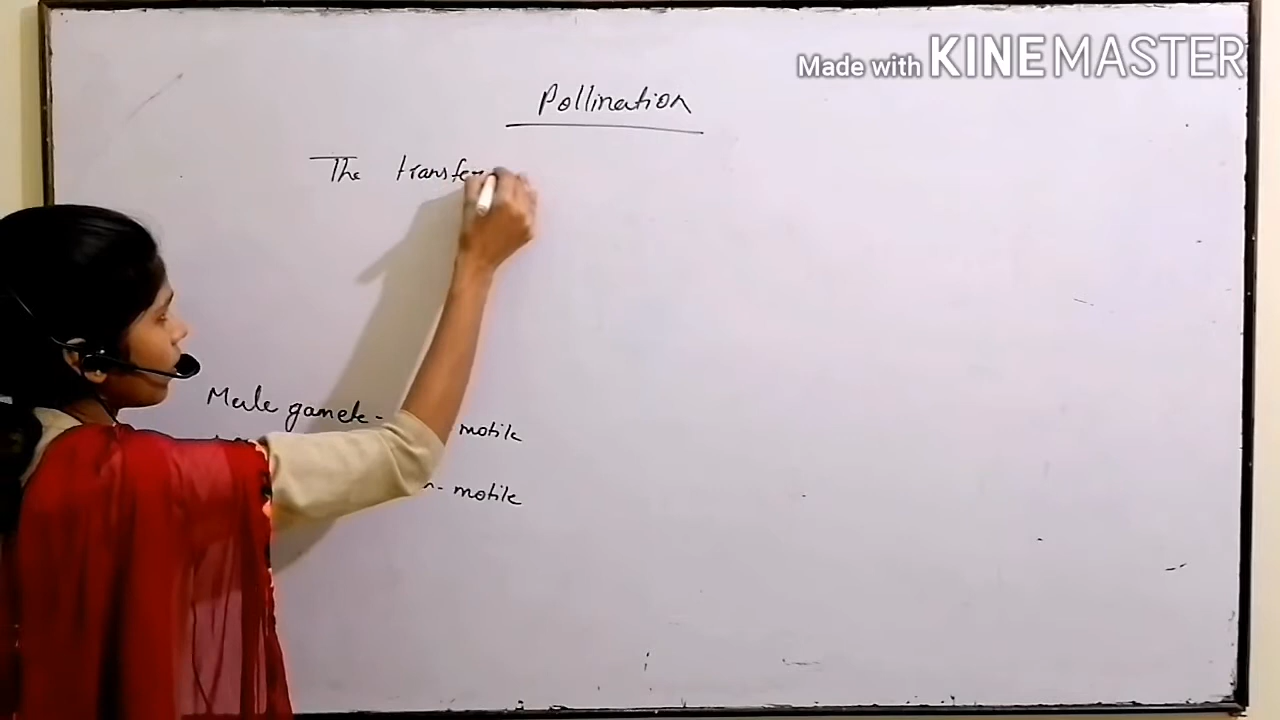 Made with KINEMASTER
Pollination
The transfer
Male gamete - motile
- motile